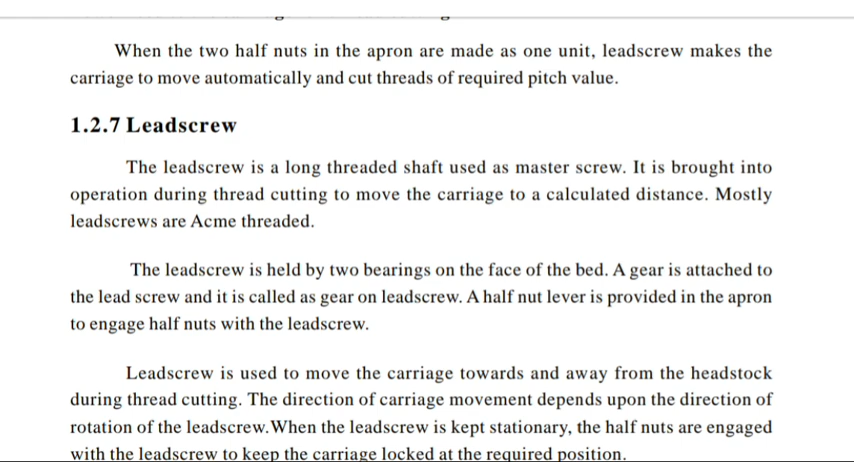 When the two half nuts in the apron are made as one unit, leadscrew makes the
carriage to move automatically and cut threads of required pitch value.
1.2.7 Leadscrew
The leadscrew is a long threaded shaft used as master screw. It is brought into
operation during thread cutting to move the carriage to a calculated distance. Mostly
leadscrews are Acme threaded.
The leadscrew is held by two bearings on the face of the bed. A gear is attached to
the lead screw and it is called as gear on leadscrew. A half nut lever is provided in the apron
to engage half nuts with the leadscrew.
Leadscrew is used to move the carriage towards and away from the headstock
during thread cutting. The direction of carriage movement depends upon the direction of
rotation of the leadscrew.When the leadscrew is kept stationary, the half nuts are engaged
with the leadscrew to keep the carriage locked at the required position.